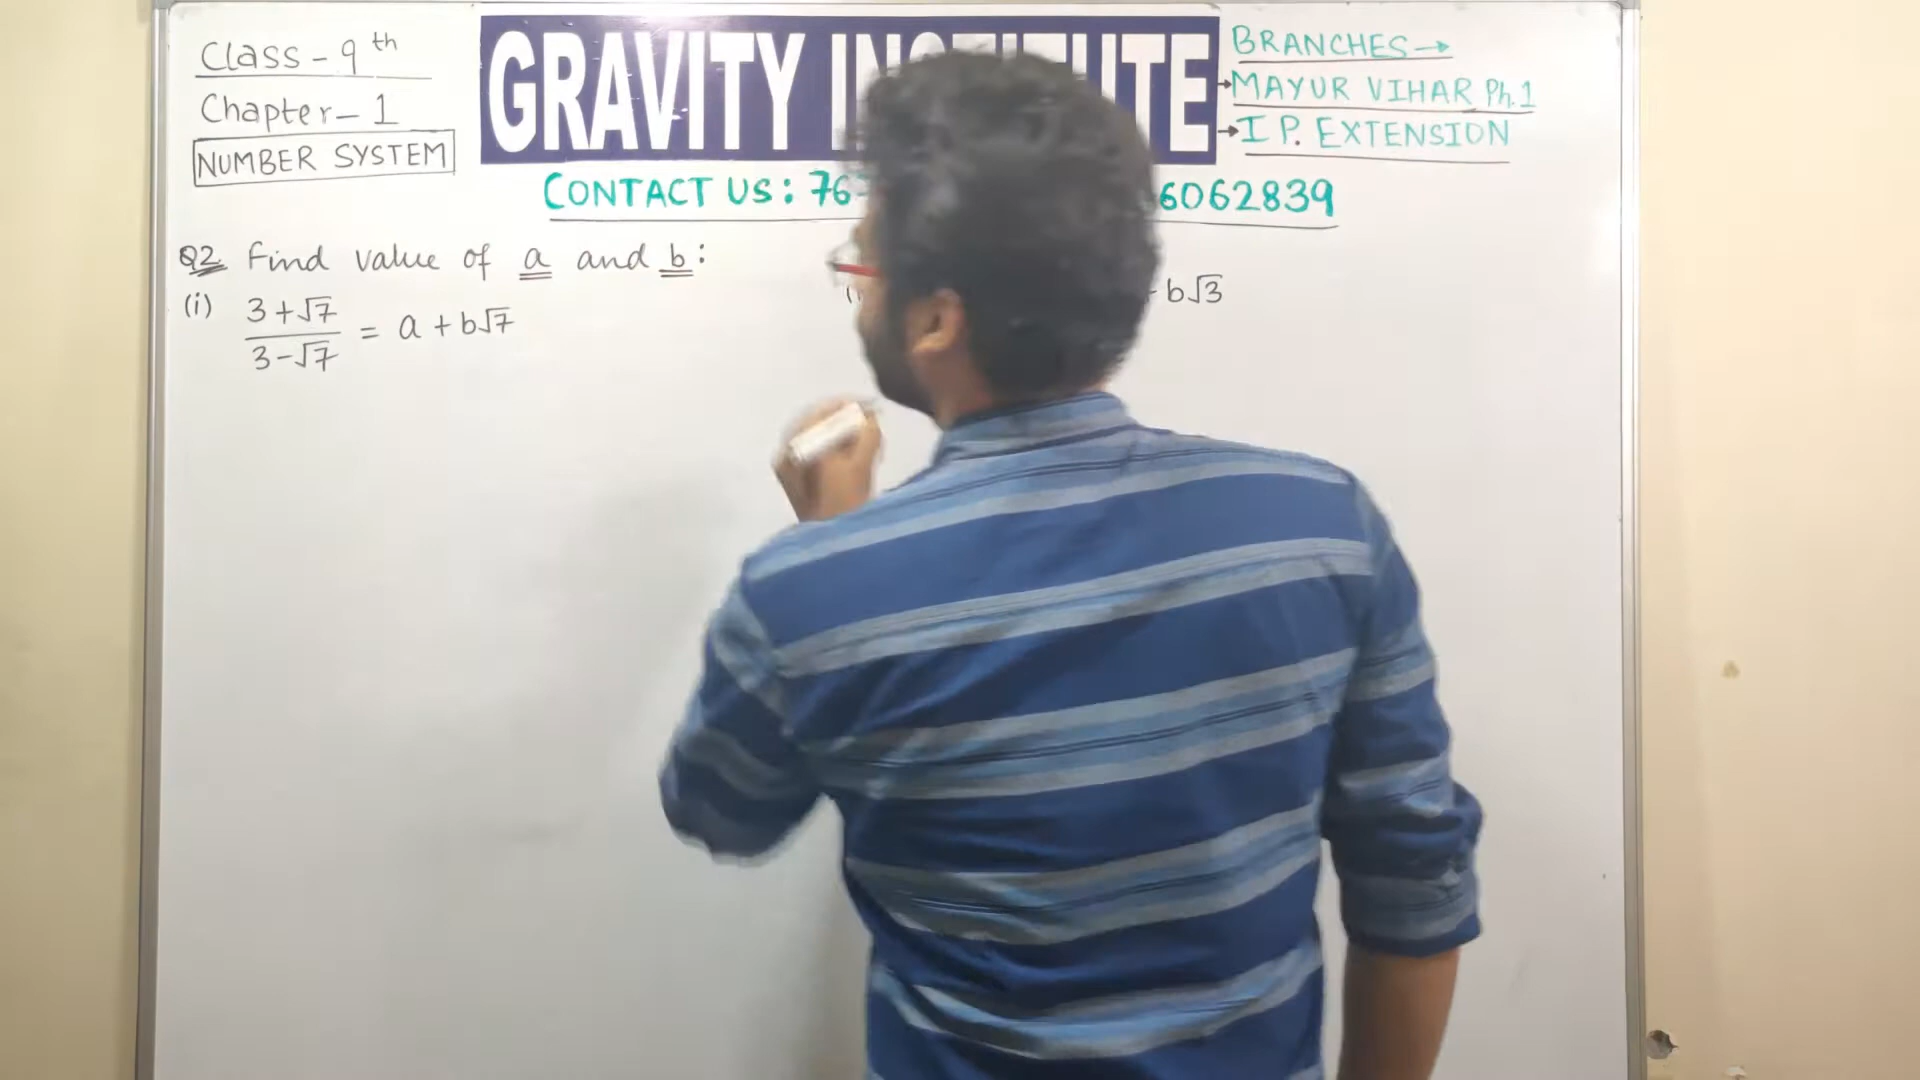 Class - 9th
Chapter - 1
NUMBER SYSTEM
GRAVITY
BRANCHES →
→ MAYUR VIHAR Ph.1
→ I P. EXTENSION
CONTACT US : 76 6062839
Q2. Find value of a and b :
(i) 3+√7 / 3-√7 = a + b√7
b√3